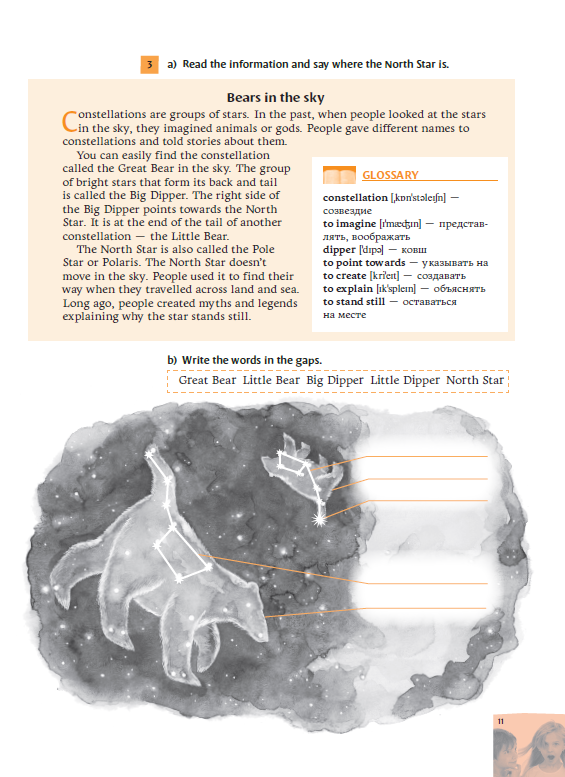 3 a) Read the information and say where the North Star is.
Bears in the sky
Constellations are groups of stars. In the past, when people looked at the stars
in the sky, they imagined animals or gods. People gave different names to
constellations and told stories about them.
You can easily find the constellation
called the Great Bear in the sky. The group
of bright stars that form its back and tail
is called the Big Dipper. The right side of
the Big Dipper points towards the North
Star. It is at the end of the tail of another
constellation — the Little Bear.
The North Star is also called the Pole
Star or Polaris. The North Star doesn't
move in the sky. People used it to find their
way when they travelled across land and sea.
Long ago, people created myths and legends
explaining why the star stands still.
GLOSSARY
constellation [ˌkɒnstəˈleɪʃn] —
созвездие
to imagine [ɪˈmædʒɪn] — представ-
лять, воображать
dipper [ˈdɪpə] — ковш
to point towards — указывать на
to create [kriˈeɪt] — создавать
to explain [ɪkˈspleɪn] — объяснять
to stand still — оставаться
на месте
b) Write the words in the gaps.
Great Bear Little Bear Big Dipper Little Dipper North Star
11